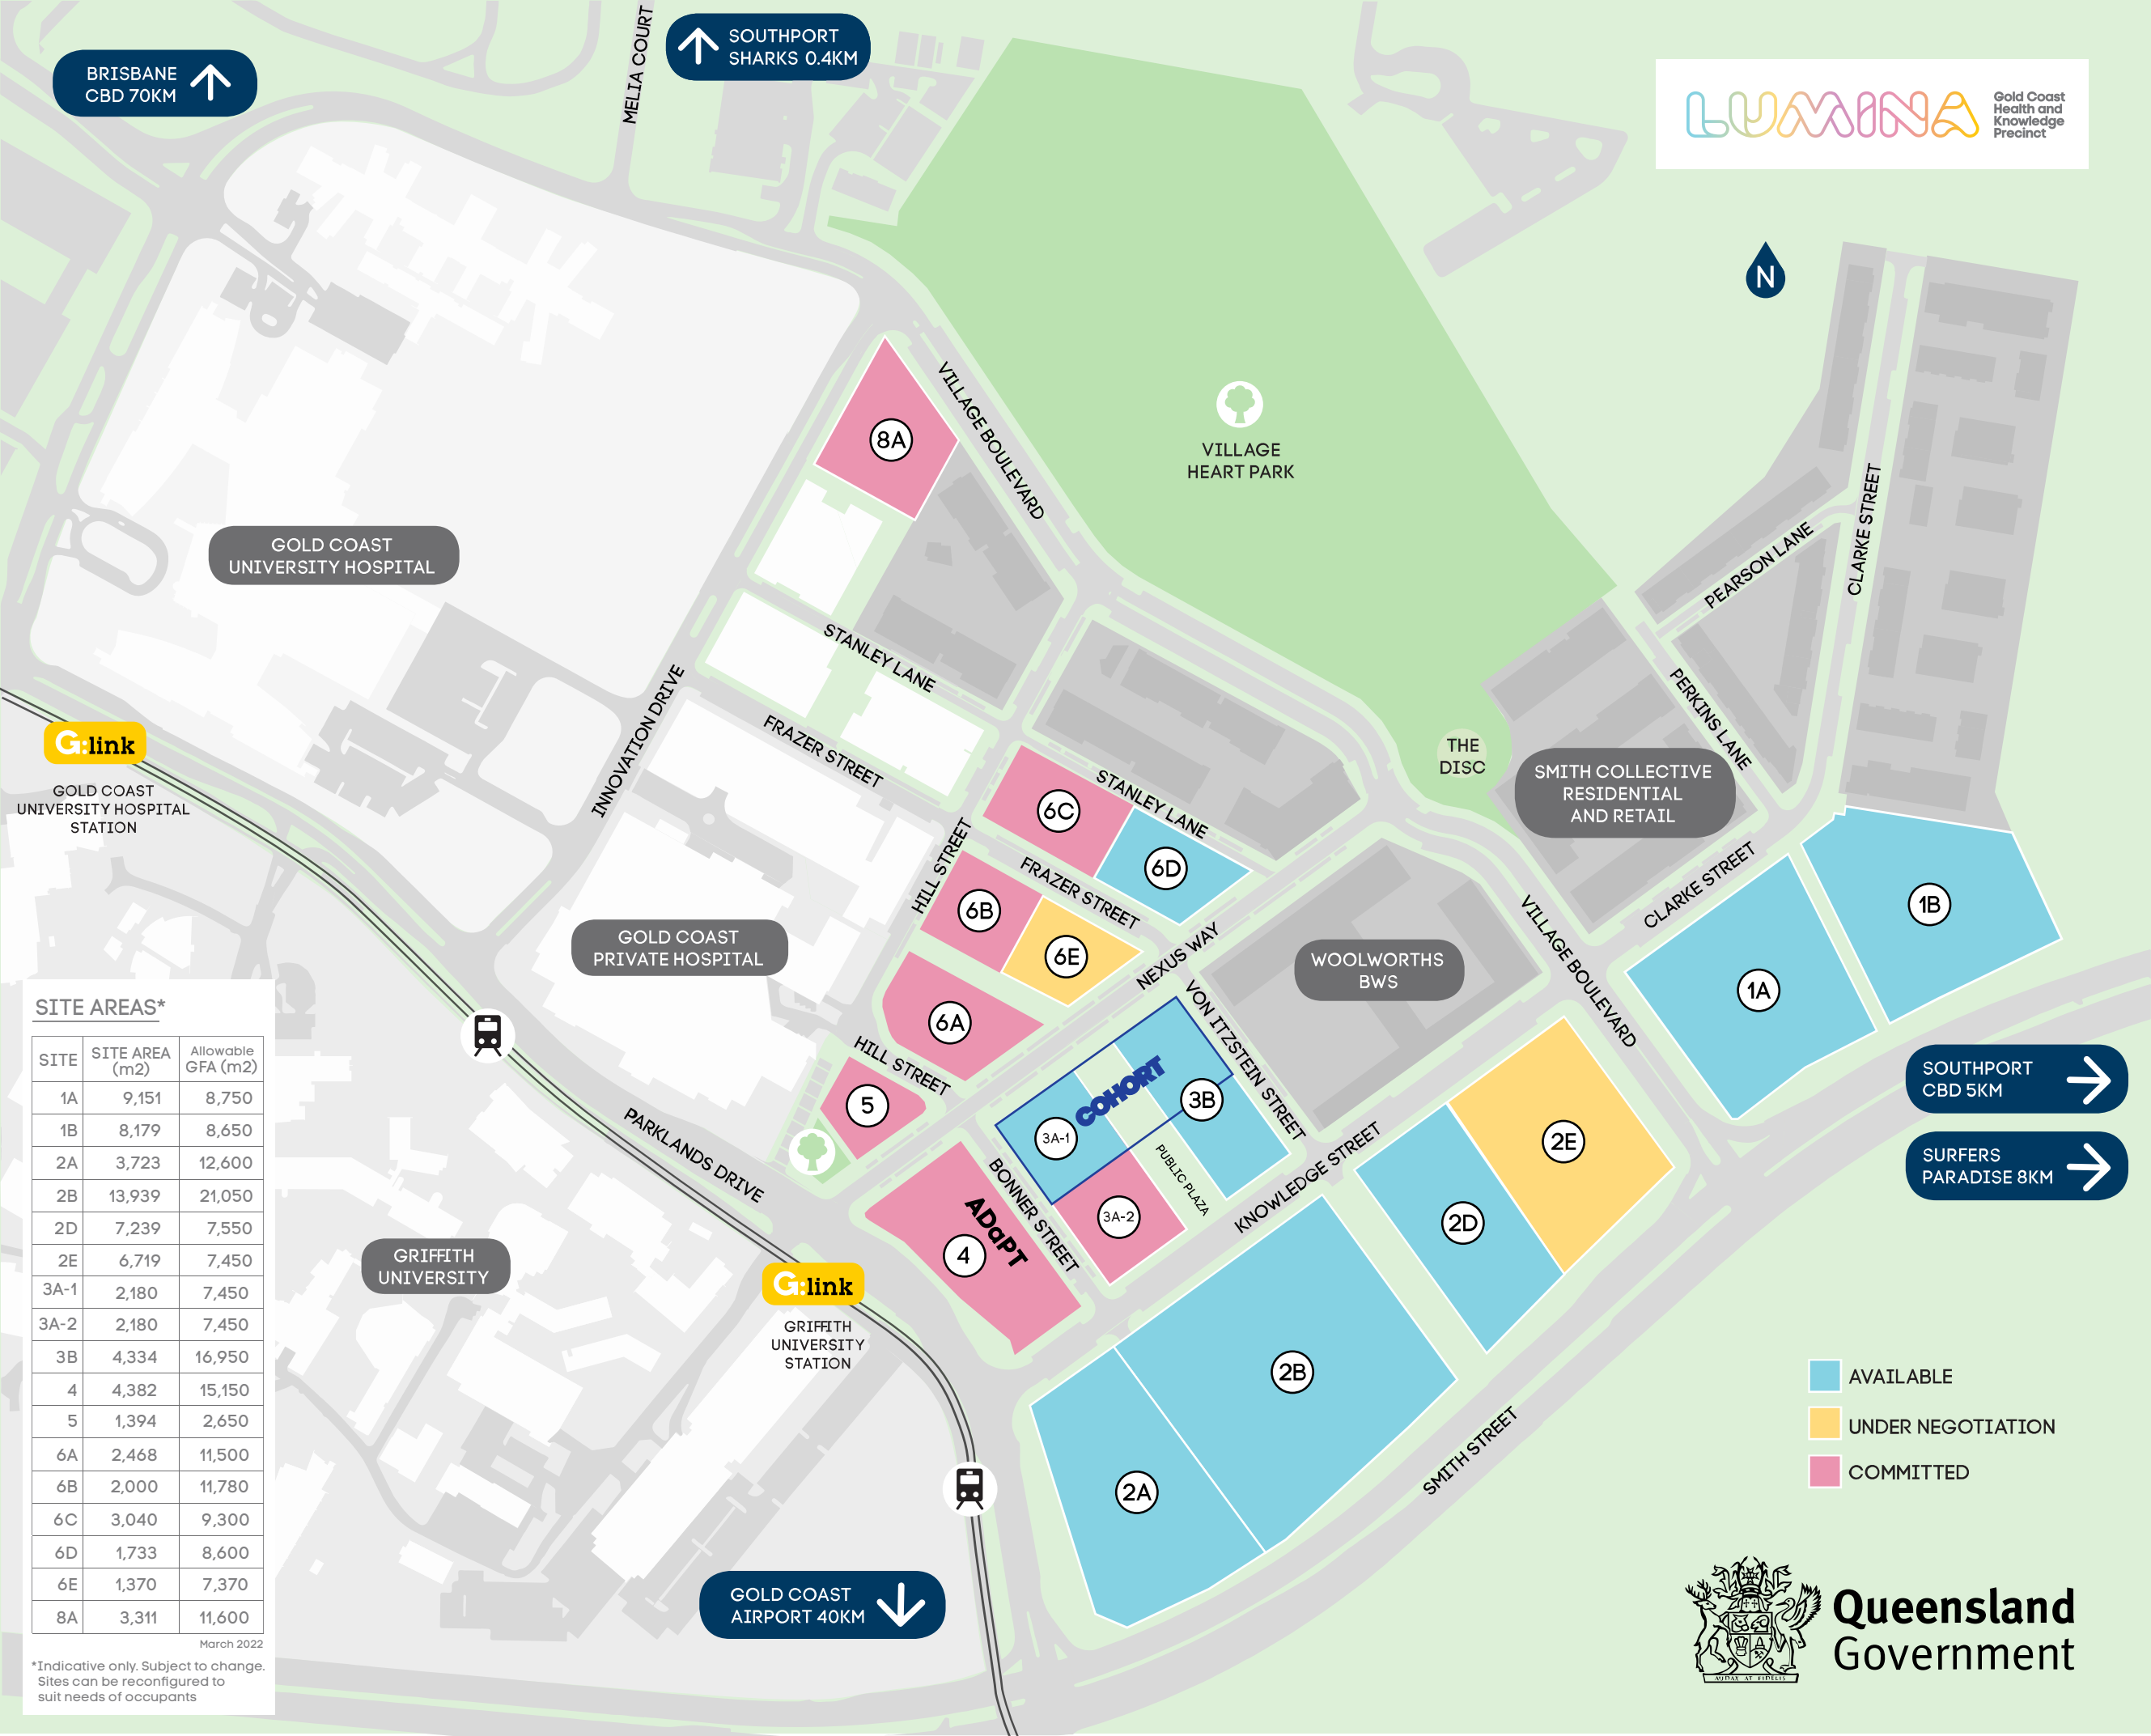 BRISBANE
CBD 70KM
MELIA COURT
SOUTHPORT
SHARKS 0.4KM
LUMINA
Gold Coast
Health and
Knowledge
Precinct
N
8A
VILLAGE BOULEVARD
VILLAGE
HEART PARK
GOLD COAST
UNIVERSITY HOSPITAL
PEARSON LANE
CLARKE STREET
PERKINS LANE
STANLEY LANE
INNOVATION DRIVE
FRAZER STREET
G:link
GOLD COAST
UNIVERSITY HOSPITAL
STATION
THE
DISC
SMITH COLLECTIVE
RESIDENTIAL
AND RETAIL
6C
STANLEY LANE
6D
HILL STREET
FRAZER STREET
6B
6E
CLARKE STREET
1B
1A
VILLAGE BOULEVARD
GOLD COAST
PRIVATE HOSPITAL
NEXUS WAY
WOOLWORTHS
BWS
6A
VON ITZSTEIN STREET
HILL STREET
5
COHORT
3B
3A-1
PUBLIC PLAZA
3A-2
KNOWLEDGE STREET
2E
2D
SOUTHPORT
CBD 5KM
SURFERS
PARADISE 8KM
PARKLANDS DRIVE
BONNER STREET
ADaPT
4
GRIFFITH
UNIVERSITY
G:link
GRIFFITH
UNIVERSITY
STATION
2B
2A
SMITH STREET
GOLD COAST
AIRPORT 40KM
AVAILABLE
UNDER NEGOTIATION
COMMITTED
SITE AREAS*
SITE SITE AREA (m2) Allowable GFA (m2)
1A 9,151 8,750
1B 8,179 8,650
2A 3,723 12,600
2B 13,939 21,050
2D 7,239 7,550
2E 6,719 7,450
3A-1 2,180 7,450
3A-2 2,180 7,450
3B 4,334 16,950
4 4,382 15,150
5 1,394 2,650
6A 2,468 11,500
6B 2,000 11,780
6C 3,040 9,300
6D 1,733 8,600
6E 1,370 7,370
8A 3,311 11,600
March 2022
*Indicative only. Subject to change.
Sites can be reconfigured to
suit needs of occupants
AUDAX AT FIDELIS
Queensland
Government